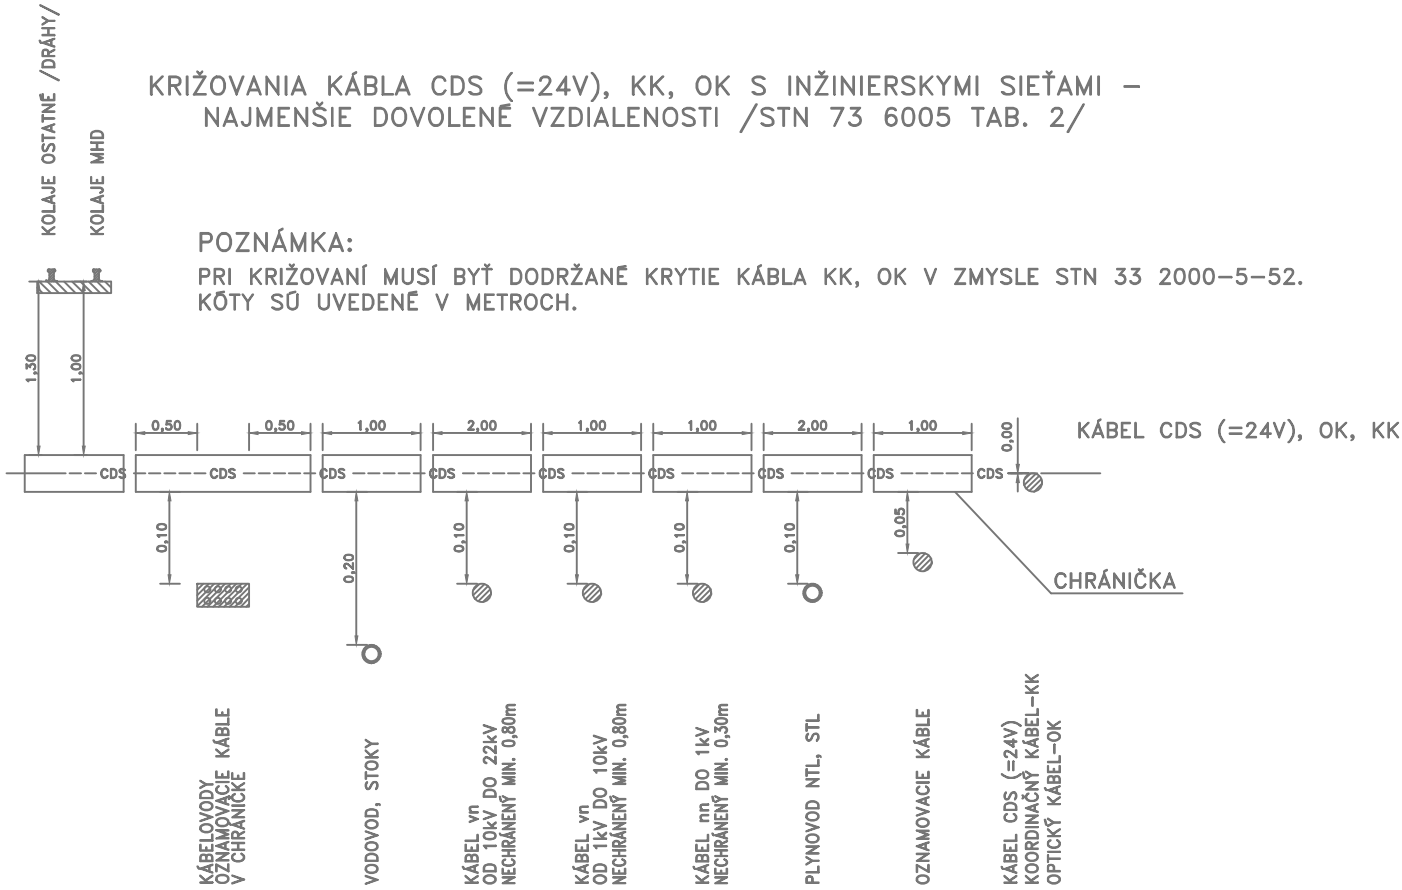 KRIŽOVANIA KÁBLA CDS (=24V), KK, OK S INŽINIERSKYMI SIEŤAMI –
NAJMENŠIE DOVOLENÉ VZDIALENOSTI /STN 73 6005 TAB. 2/
KOLAJE OSTATNÉ /DRÁHY/
KOLAJE MHD
POZNÁMKA:
PRI KRIŽOVANÍ MUSÍ BYŤ DODRŽANÉ KRYTIE KÁBLA KK, OK V ZMYSLE STN 33 2000-5-52.
KÓTY SÚ UVEDENÉ V METROCH.
1,30
1,00
0,50
0,50
1,00
2,00
1,00
1,00
2,00
1,00
0,00
KÁBEL CDS (=24V), OK, KK
CDS
CDS
CDS
CDS
CDS
CDS
CDS
CDS
CDS
0,10
0,20
0,10
0,10
0,10
0,10
0,05
CHRÁNIČKA
KÁBELOVODY
OZNAMOVACIE KÁBLE
V CHRÁNIČKE
VODOVOD, STOKY
KÁBEL vn
OD 10kV DO 22kV
NECHRÁNENÝ MIN. 0,80m
KÁBEL vn
OD 1kV DO 10kV
NECHRÁNENÝ MIN. 0,80m
KÁBEL nn DO 1kV
NECHRÁNENÝ MIN. 0,30m
PLYNOVOD NTL, STL
OZNAMOVACIE KÁBLE
KÁBEL CDS (=24V)
KOORDINAČNÝ KÁBEL-KK
OPTICKÝ KÁBEL-OK